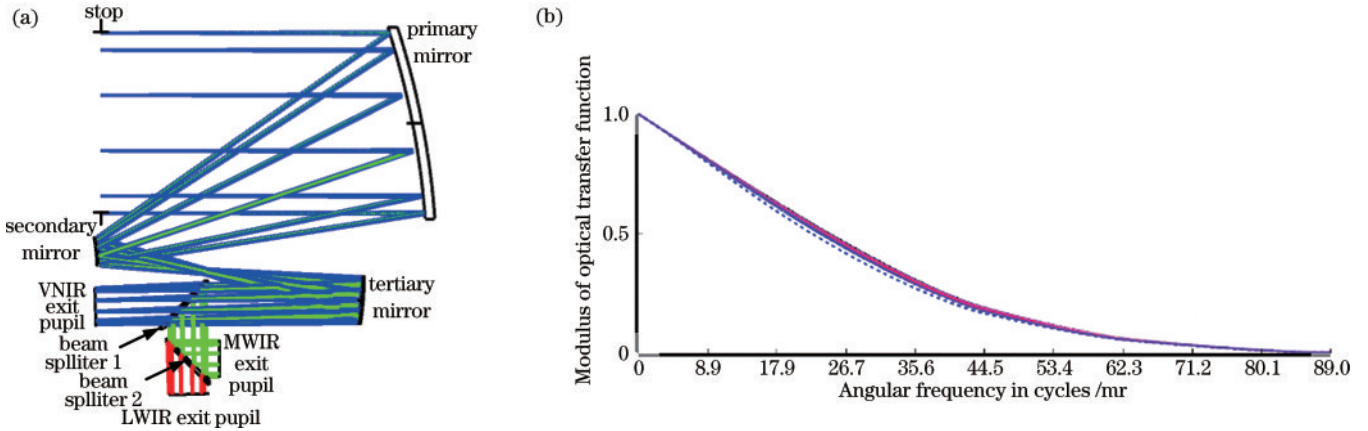 (a)
stop
primary
mirror
secondary
mirror
VNIR
exit
pupil
tertiary
mirror
beam
splliter 1
beam
splliter 2
MWIR
exit
pupil
LWIR exit pupil
(b)
Modulus of optical transfer function
1.0
0.5
0
0 8.9 17.9 26.7 35.6 44.5 53.4 62.3 71.2 80.1 89.0
Angular frequency in cycles /mr